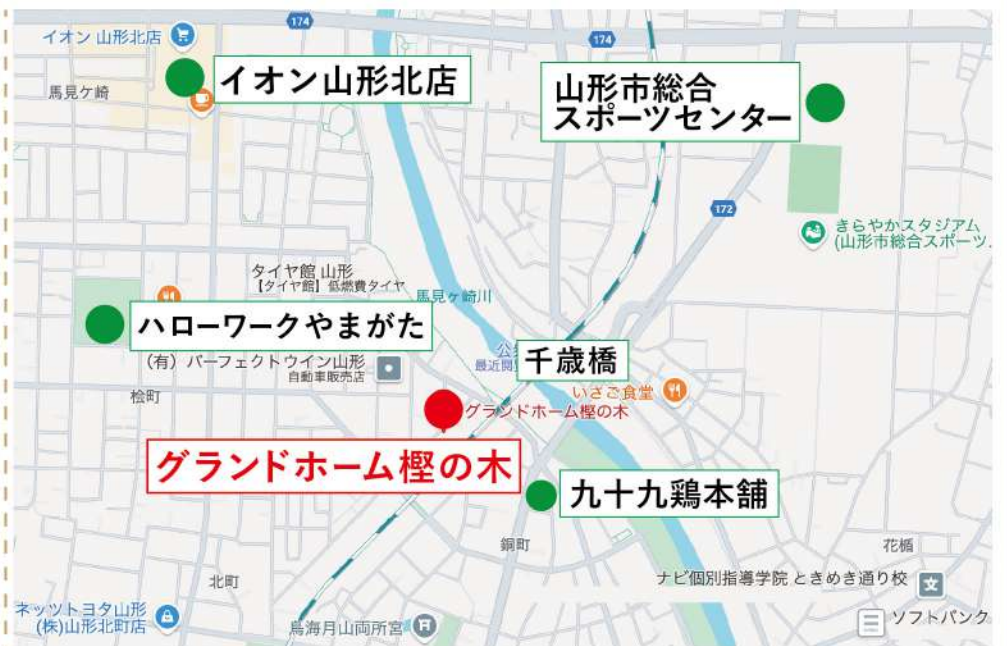 174
イオン 山形北店
174
イオン山形北店
山形市総合
スポーツセンター
馬見ケ崎
172
きらやかスタジアム
(山形市総合スポーツ.
タイヤ館 山形
【タイヤ館】低燃費タイヤ
馬見ヶ崎川
ハローワークやまがた
千歳橋
(有) パーフェクトウイン山形
自動車販売店
最近開
いさご食堂
桧町
グランドホーム樫の木
グランドホーム樫の木
九十九鶏本舗
銅町
花楯
北町
ナビ個別指導学院 ときめき通り校
文
ネッツトヨタ山形
(株)山形北町店
鳥海月山両所宮
ソフトバンク